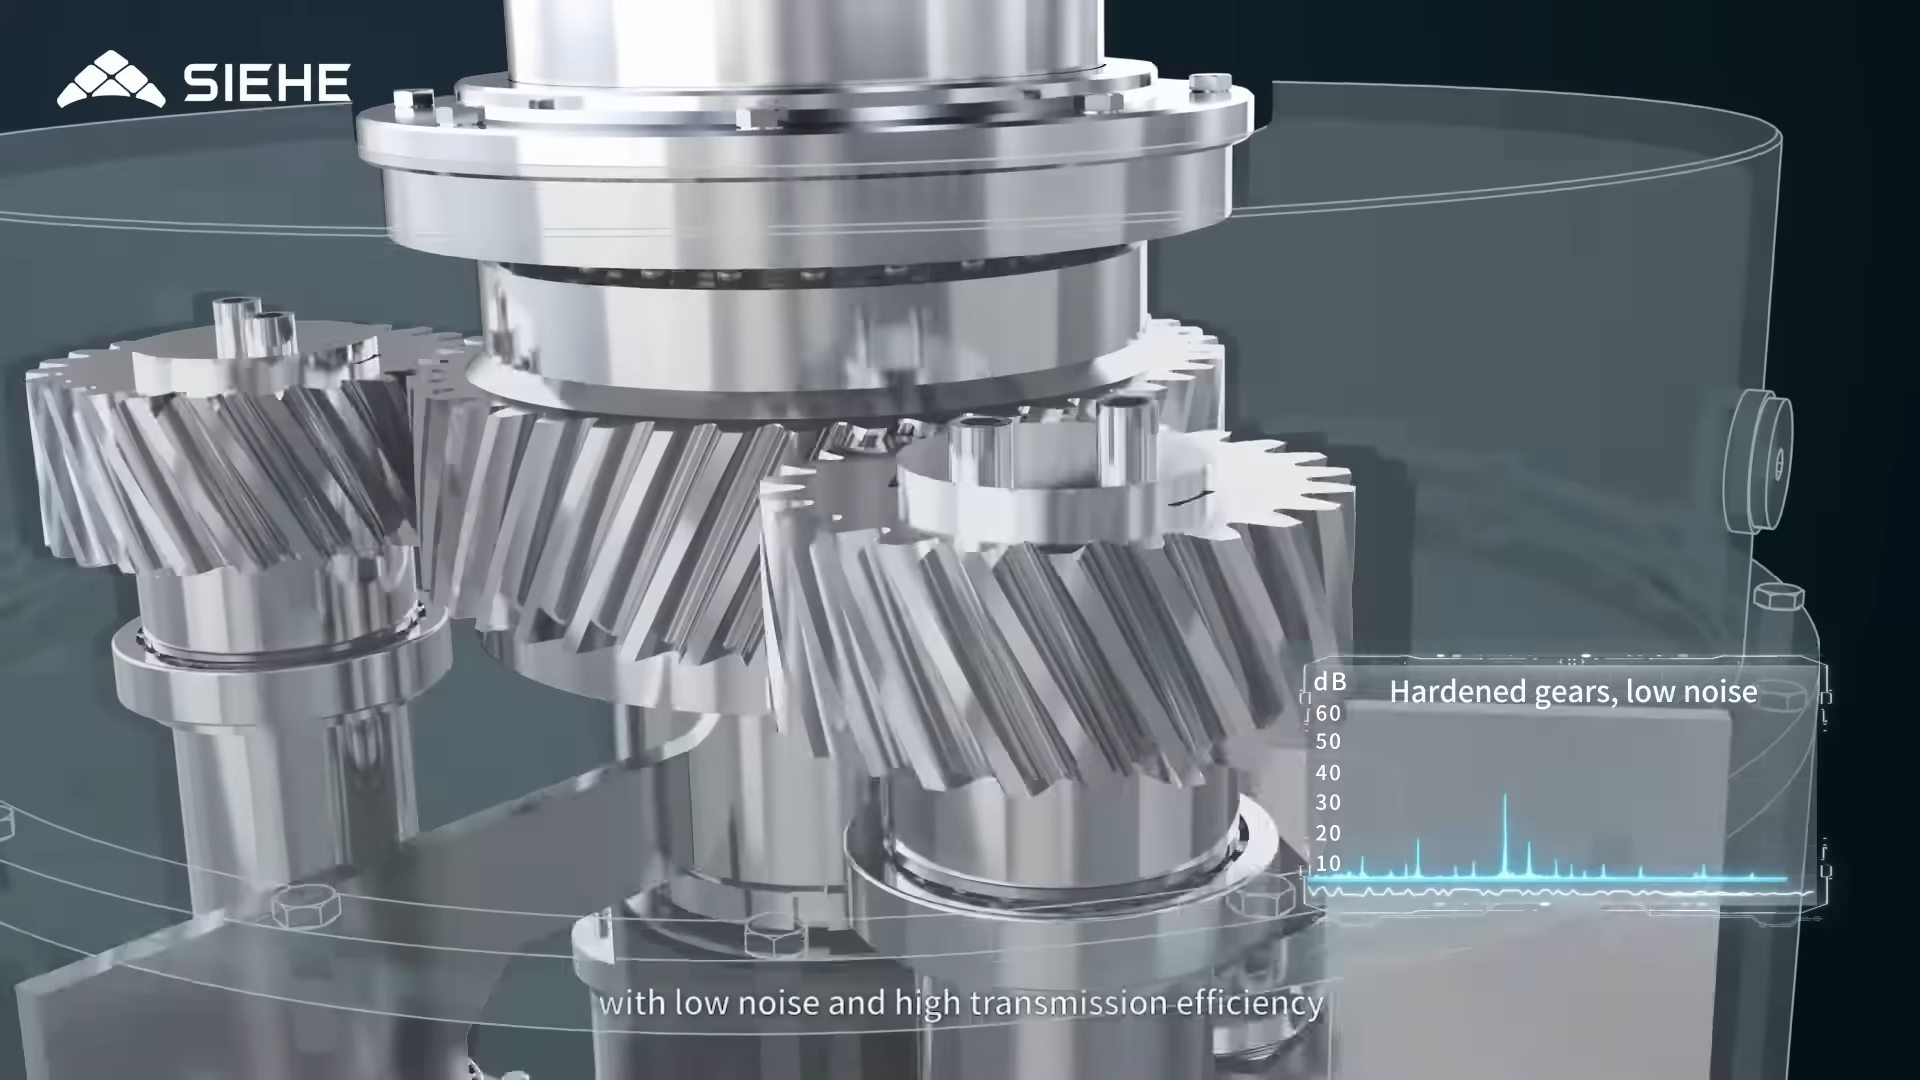 SIEHE
dB
Hardened gears, low noise
60
50
40
30
20
10
with low noise and high transmission efficiency